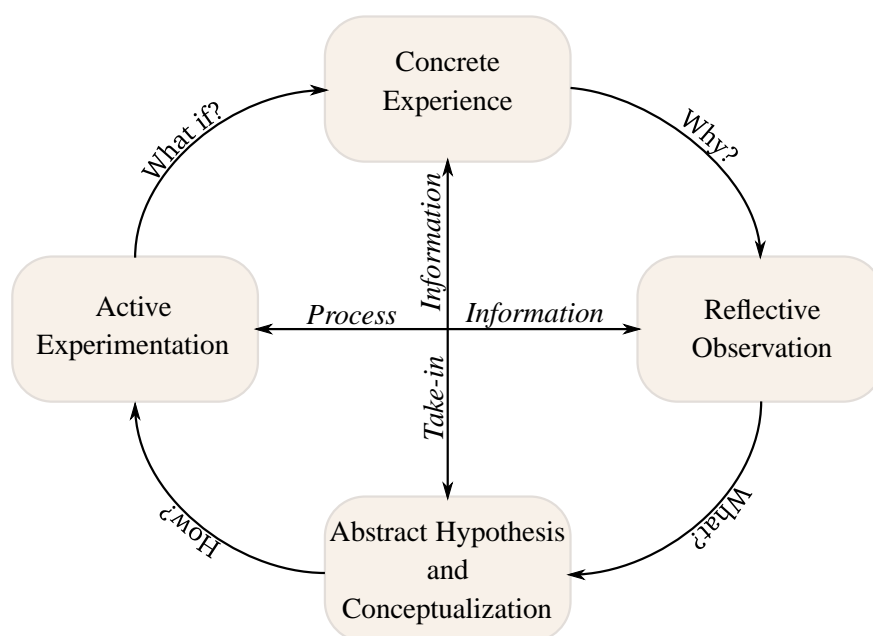 Concrete
Experience
What if?
Why?
Information
Active
Experimentation
Process
Information
Reflective
Observation
Take-in
How?
What?
Abstract Hypothesis
and
Conceptualization